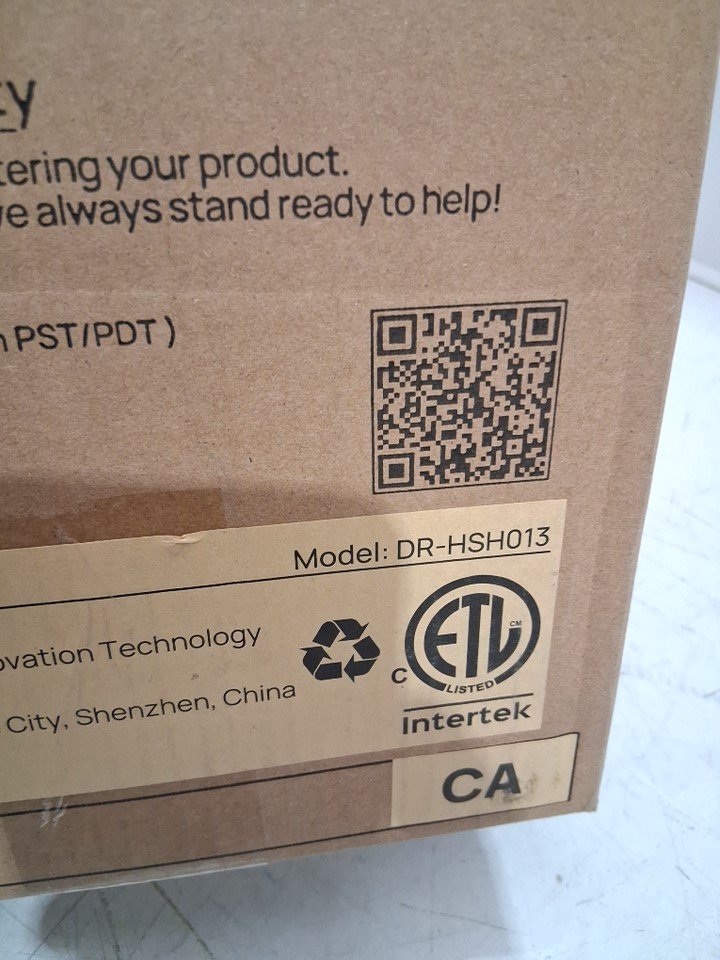 tering your product.
always stand ready to help!
PST/PDT )
Model: DR-HSH013
ovation Technology
City, Shenzhen, China
C
ETL
CM
LISTED
Intertek
CA